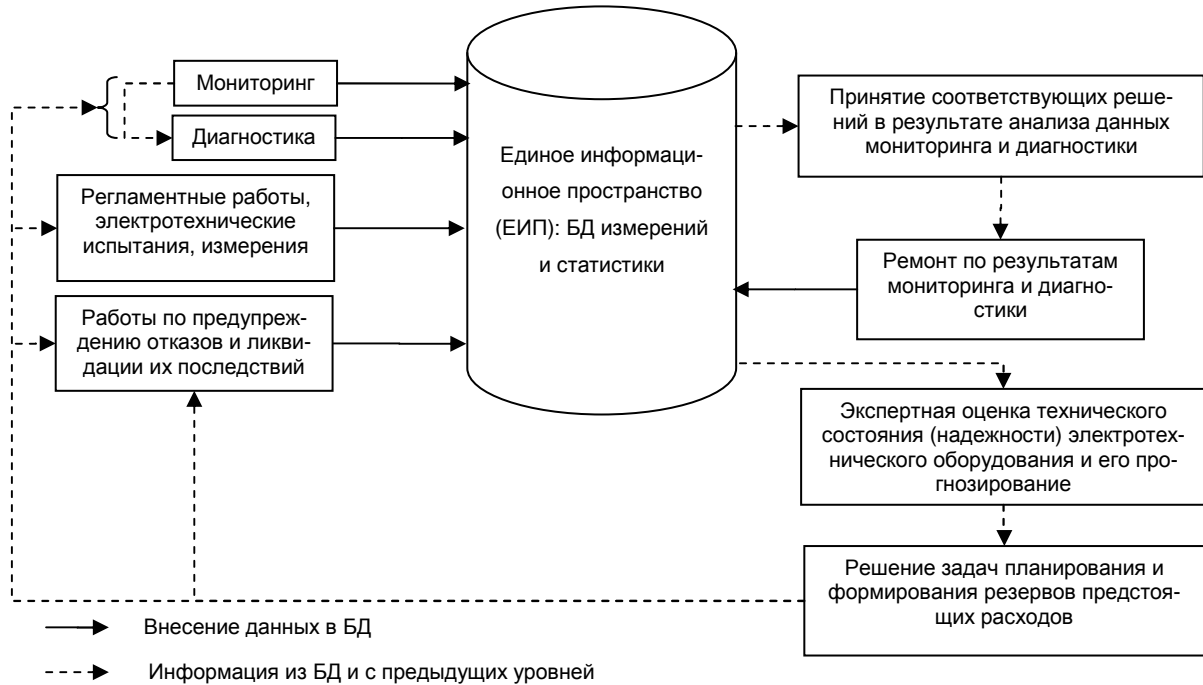 Мониторинг
Диагностика
Регламентные работы,
электротехнические
испытания, измерения
Работы по предупреж-
дению отказов и ликви-
дации их последствий
Единое информаци-
онное пространство
(ЕИП): БД измерений
и статистики
Принятие соответствующих реше-
ний в результате анализа данных
мониторинга и диагностики
Ремонт по результатам
мониторинга и диагно-
стики
Экспертная оценка технического
состояния (надежности) электротех-
нического оборудования и его про-
гнозирование
Решение задач планирования и
формирования резервов предстоя-
щих расходов
Внесение данных в БД
Информация из БД и с предыдущих уровней